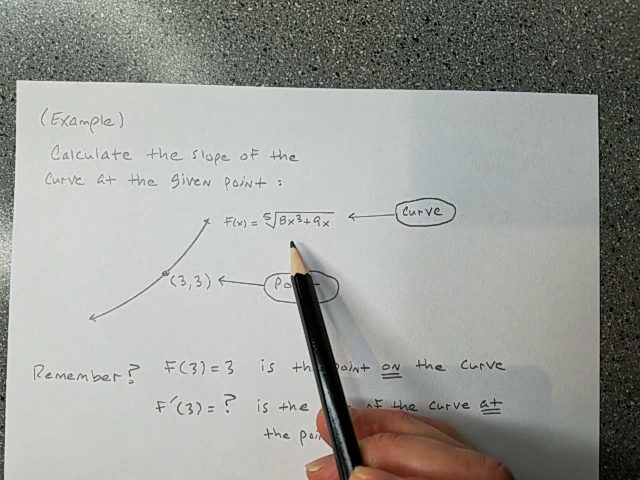 (Example)
Calculate the slope of the
curve at the given point :
F(x) = ⁵√8x³+9x ← Curve
(3,3) ←
Remember? F(3) = 3 is the point on the curve
F'(3) = ? is the of the curve at
the